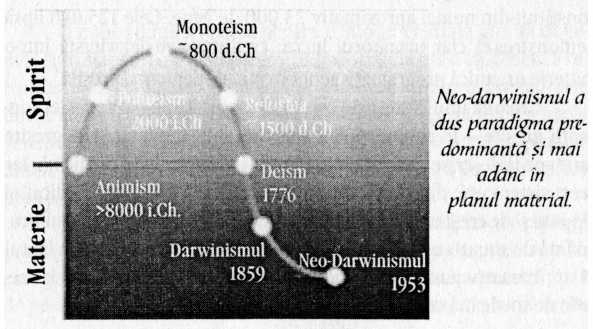 Monoteism
~800 d.Ch
Politeism
2000 î.Ch
Reforma
1500 d.Ch
Spirit
Animism
>8000 î.Ch.
Deism
1776
Materie
Darwinismul
1859
Neo-Darwinismul
1953
Neo-darwinismul a
dus paradigma pre-
dominantă și mai
adânc în
planul material.